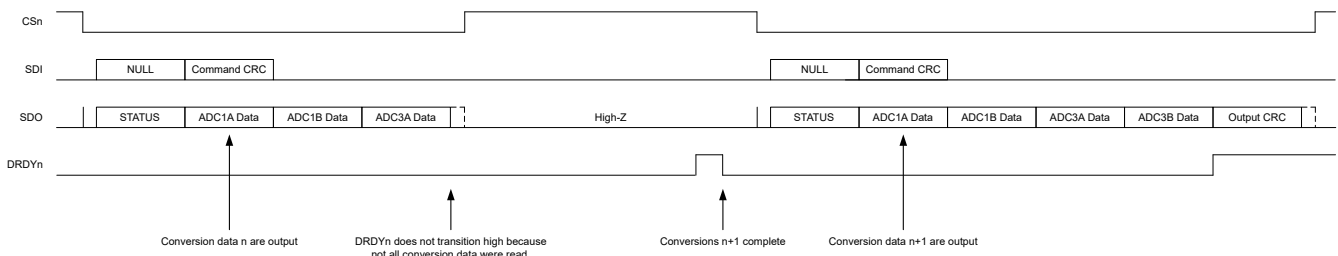 CSn
SDI NULL Command CRC NULL Command CRC
SDO STATUS ADC1A Data ADC1B Data ADC3A Data High-Z STATUS ADC1A Data ADC1B Data ADC3A Data ADC3B Data Output CRC
DRDYn
Conversion data n are output DRDYn does not transition high because Conversions n+1 complete Conversion data n+1 are output
not all conversion data were read